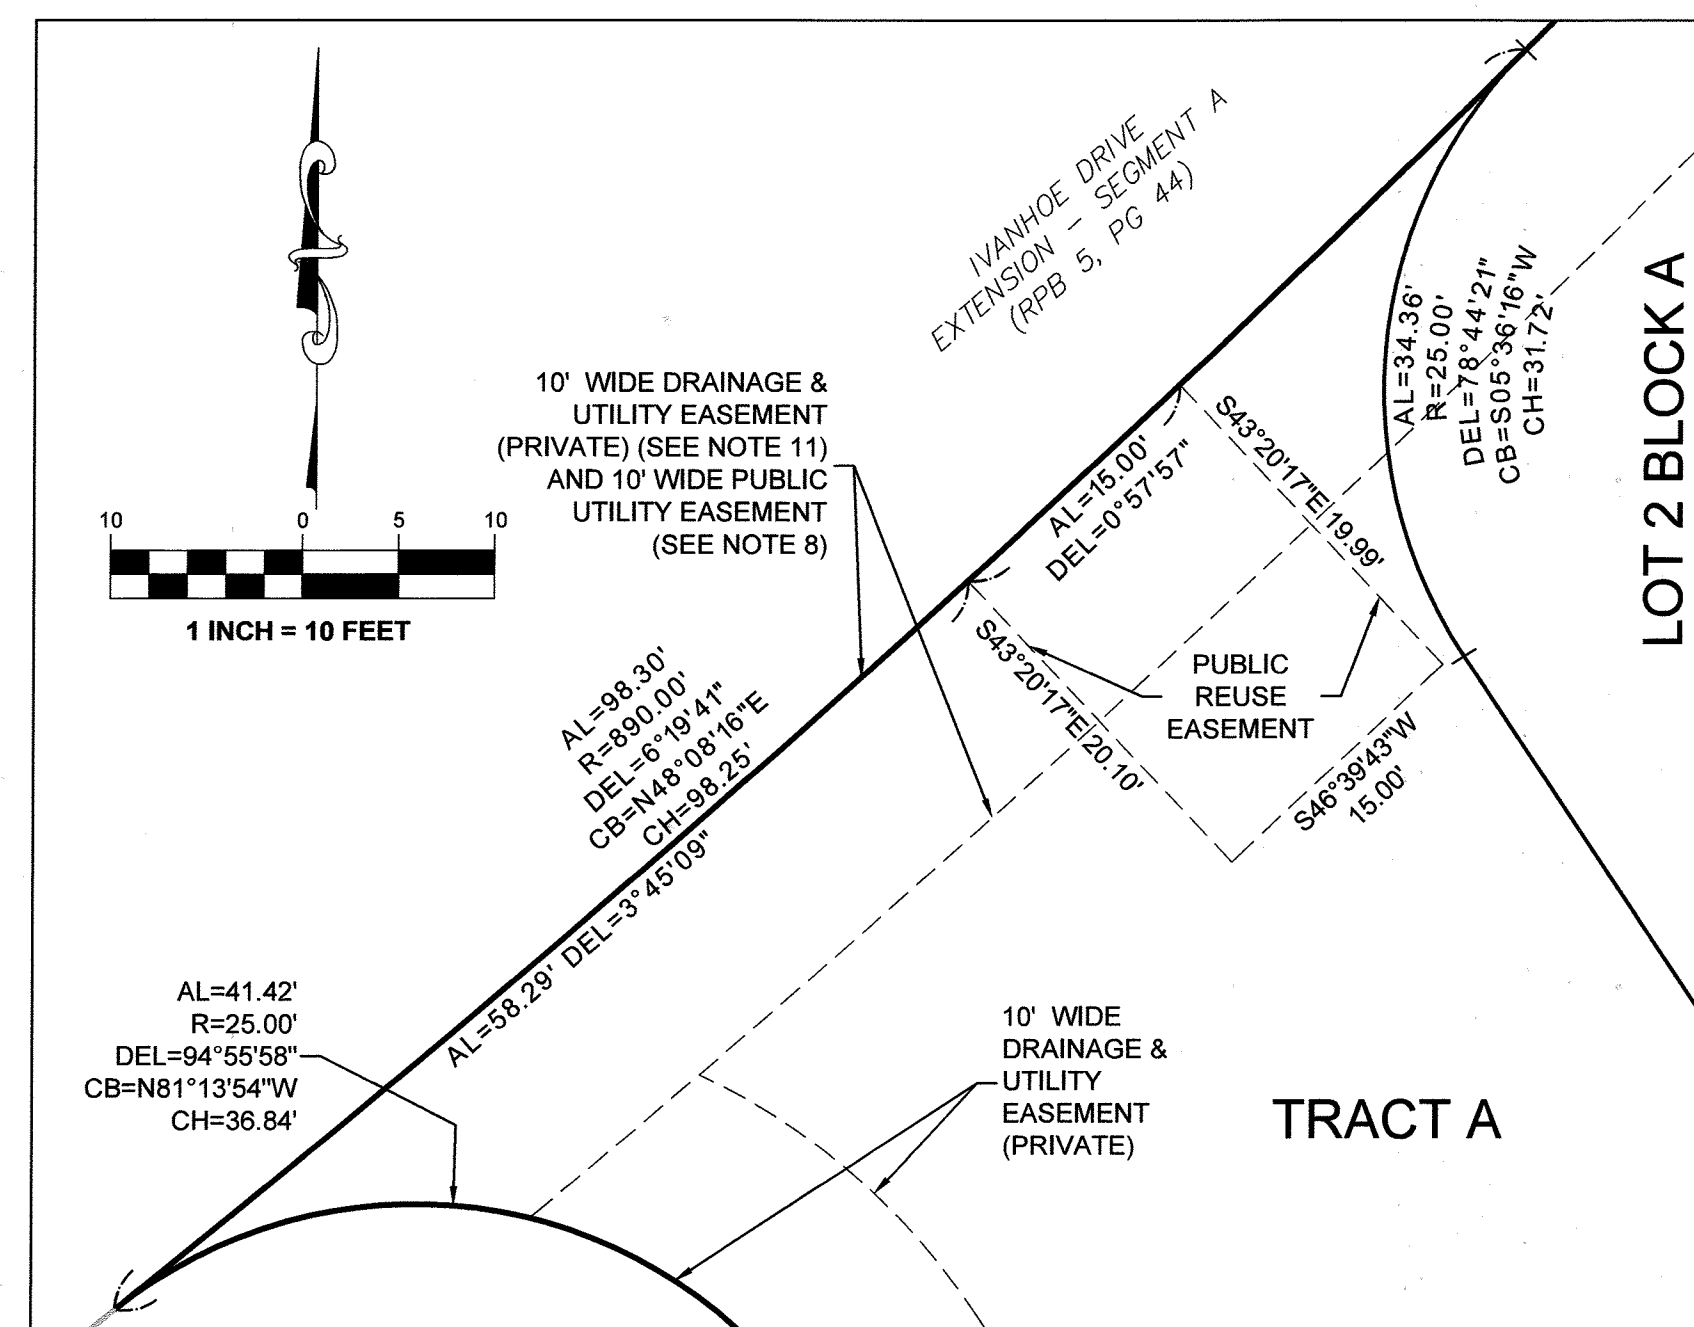 IVANHOE DRIVE
EXTENSION - SEGMENT A
(RPB 5, PG 44)
10' WIDE DRAINAGE &
UTILITY EASEMENT
(PRIVATE) (SEE NOTE 11)
AND 10' WIDE PUBLIC
UTILITY EASEMENT
(SEE NOTE 8)
10 0 5 10
1 INCH = 10 FEET
AL=34.36'
R=25.00'
DEL=78°44'21"
CB=S05°36'16"W
CH=31.72'
LOT 2 BLOCK A
AL=15.00'
DEL=0°57'57"
S43°20'17"E 19.99'
S43°20'17"E 20.10'
PUBLIC
REUSE
EASEMENT
S46°39'43"W
15.00'
AL=98.30'
R=890.00'
DEL=6°19'41"
CB=N48°08'16"E
CH=98.25'
AL=58.29' DEL=3°45'09"
AL=41.42'
R=25.00'
DEL=94°55'58"
CB=N81°13'54"W
CH=36.84'
10' WIDE
DRAINAGE &
UTILITY
EASEMENT
(PRIVATE)
TRACT A